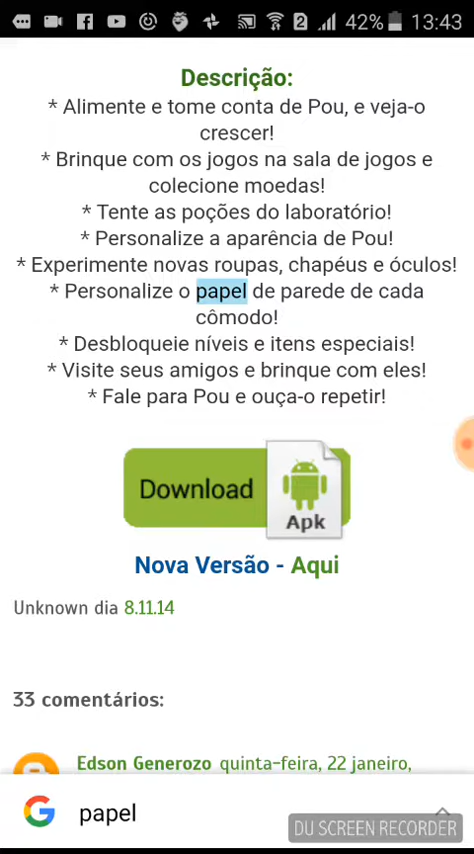 2 42% 13:43
Descrição:
* Alimente e tome conta de Pou, e veja-o
crescer!
* Brinque com os jogos na sala de jogos e
colecione moedas!
* Tente as poções do laboratório!
* Personalize a aparência de Pou!
* Experimente novas roupas, chapéus e óculos!
* Personalize o papel de parede de cada
cômodo!
* Desbloqueie níveis e itens especiais!
* Visite seus amigos e brinque com eles!
* Fale para Pou e ouça-o repetir!
Download
Apk
Nova Versão - Aqui
Unknown dia 8.11.14
33 comentários:
Edson Generozo quinta-feira, 22 janeiro,
papel
DU SCREEN RECORDER